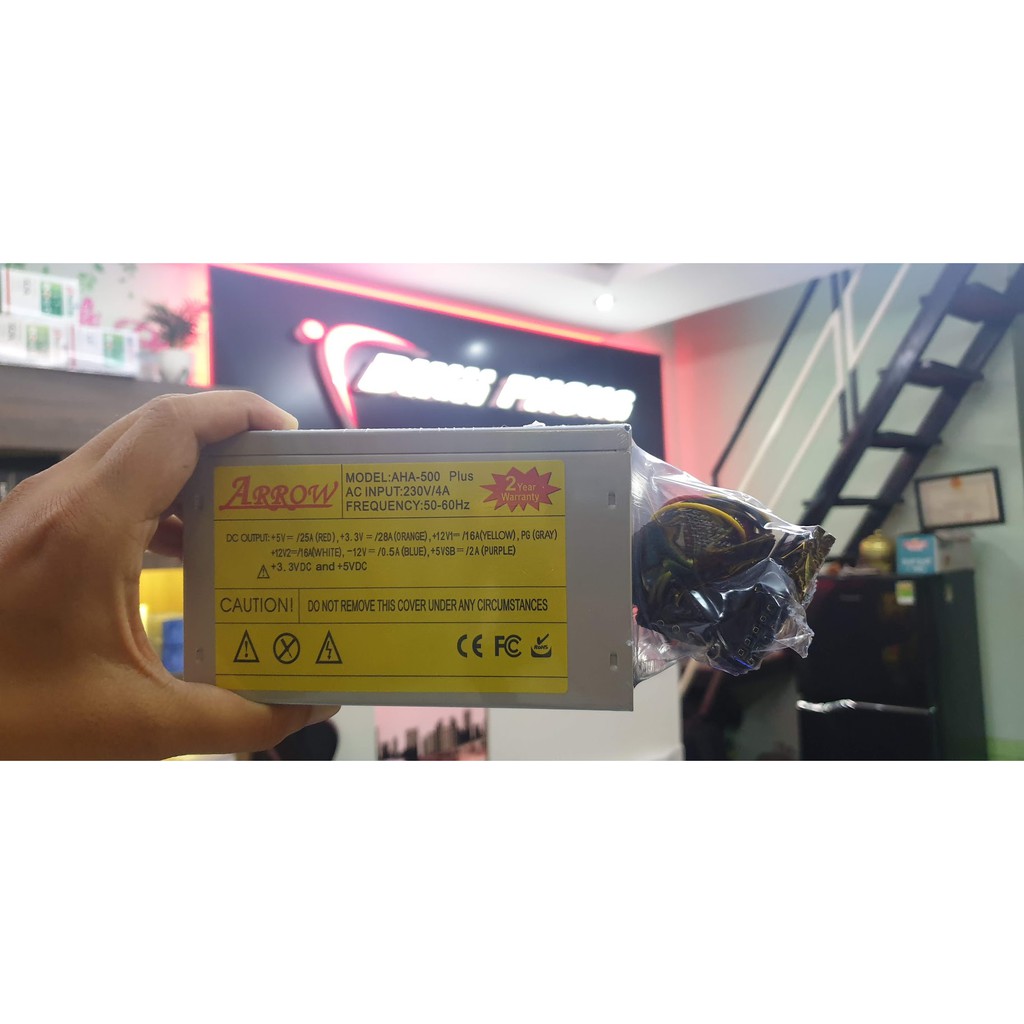 ARROW
MODEL:AHA-500 Plus
AC INPUT:230V/4A
FREQUENCY:50-60Hz
2 Year
Warranty
DC OUTPUT: +5V⎓/25A (RED), +3.3V⎓/28A (ORANGE), +12V1⎓/16A(YELLOW), PG (GRAY)
+12V2⎓/16A(WHITE), -12V⎓/0.5A(BLUE), +5VSB⎓/2A(PURPLE)
+3.3VDC and +5VDC
CAUTION! DO NOT REMOVE THIS COVER UNDER ANY CIRCUMSTANCES
CE FC RoHS